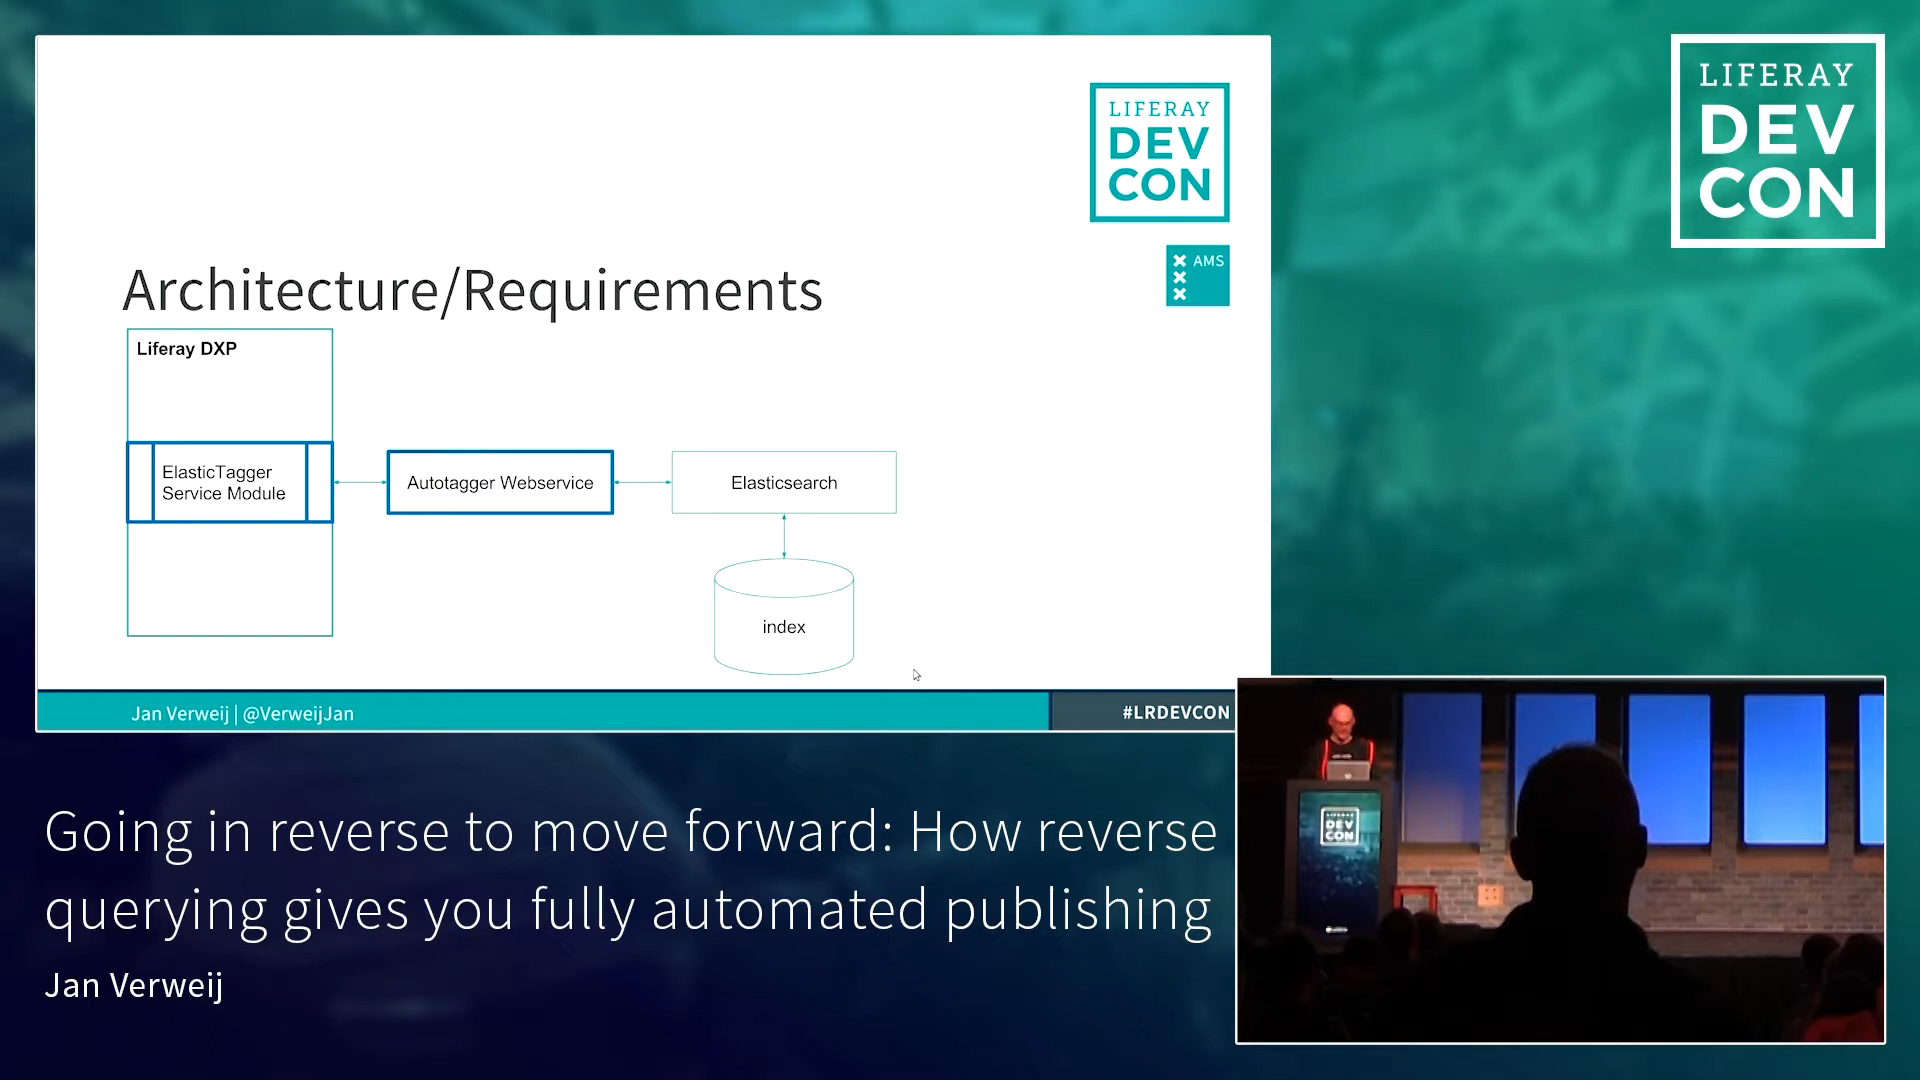 LIFERAY
DEV
CON
AMS
Architecture/Requirements
Liferay DXP
ElasticTagger
Service Module
Autotagger Webservice
Elasticsearch
index
Jan Verweij | @VerweijJan
#LRDEVCON
LIFERAY
DEV
CON
DEV
CON
Going in reverse to move forward: How reverse
querying gives you fully automated publishing
Jan Verweij